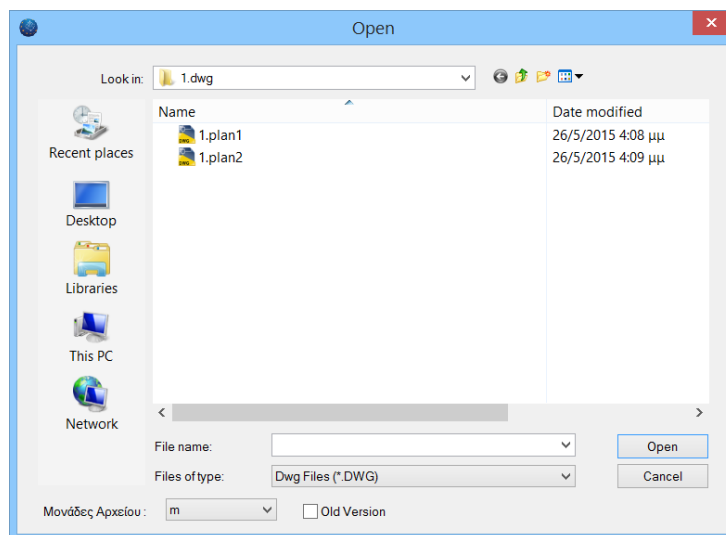 Open
Look in: 1.dwg
Name Date modified
1.plan1 26/5/2015 4:08 μμ
1.plan2 26/5/2015 4:09 μμ
Recent places
Desktop
Libraries
This PC
Network
File name: Open
Files of type: Dwg Files (*.DWG) Cancel
Μονάδες Αρχείου : m Old Version